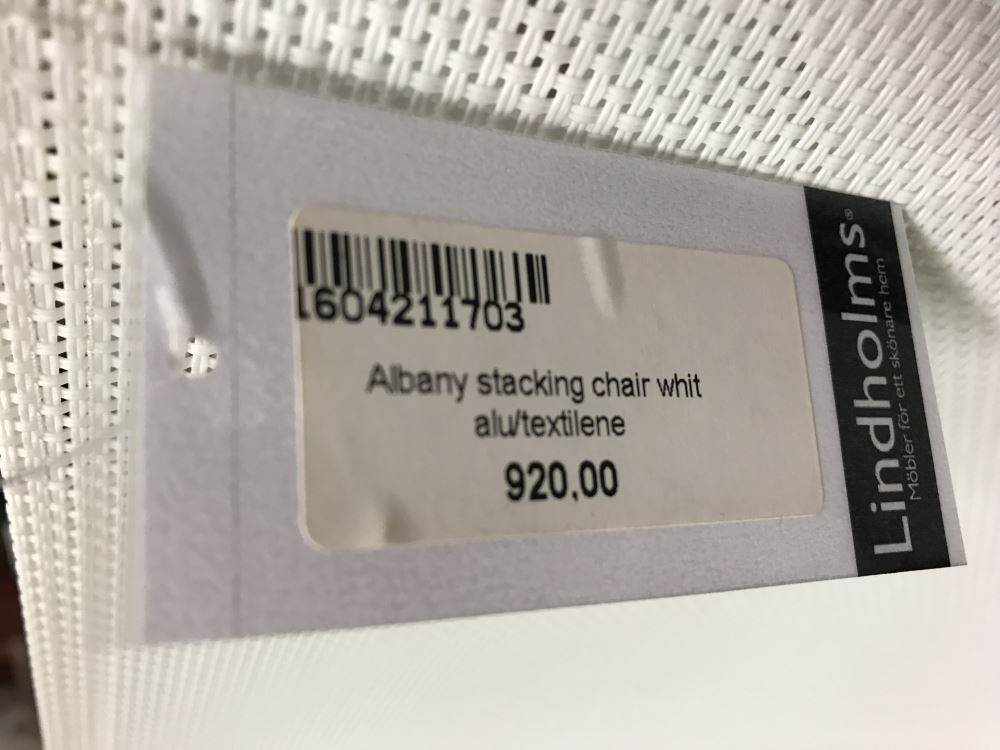 1604211703
Albany stacking chair whit
alu/textilene
920,00
Lindholms®
Möbler för ett skönare hem